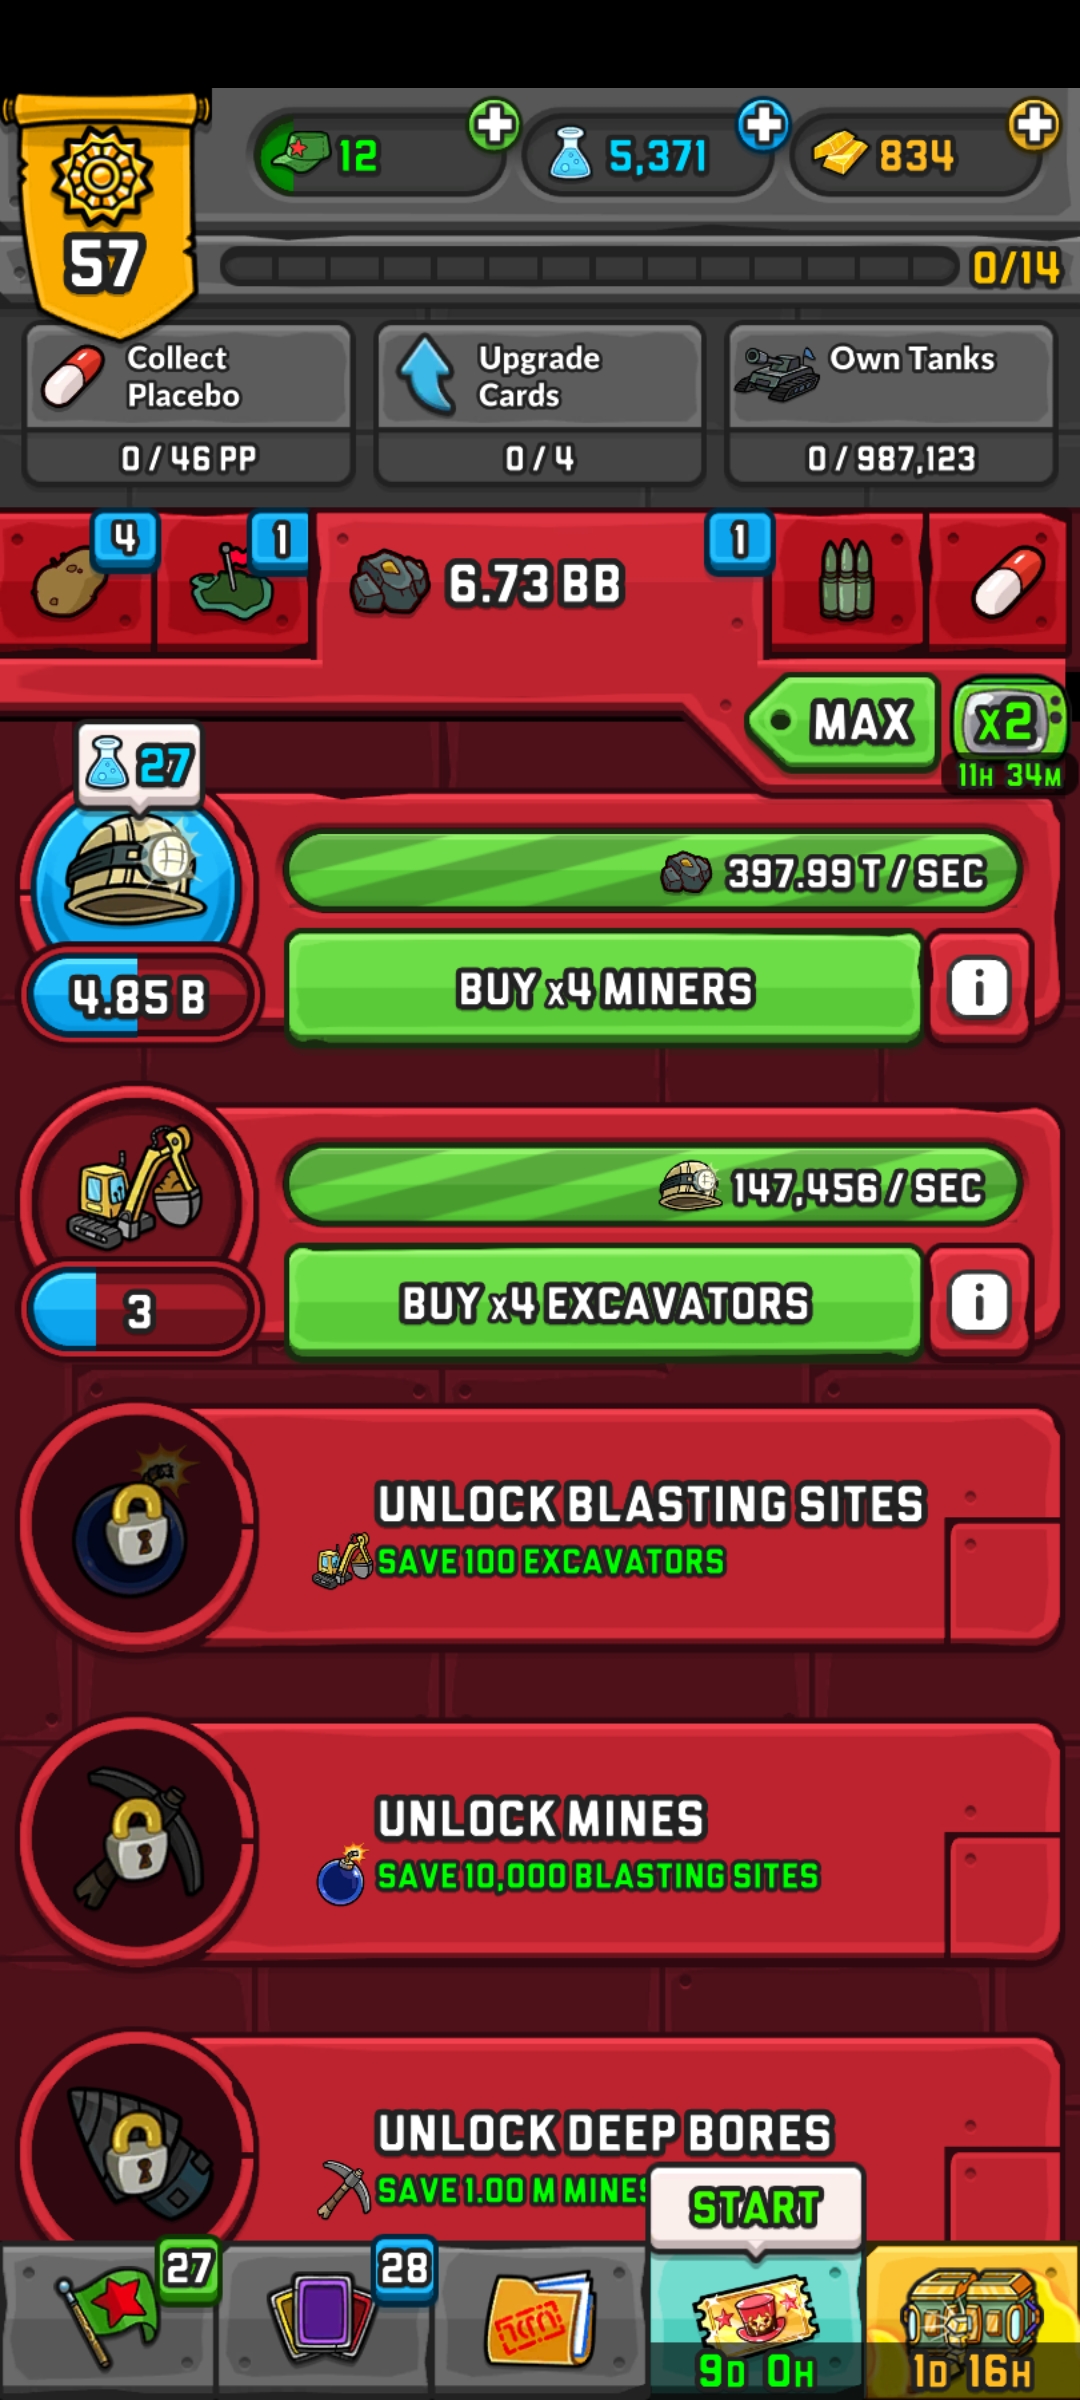 12
5,371
834
57
0/14
Collect
Placebo
0 / 46 PP
Upgrade
Cards
0 / 4
Own Tanks
0 / 987,123
4
1
6.73 BB
1
MAX
x2
11H 34M
27
397.99 T / SEC
4.85 B
BUY x4 MINERS
i
147,456 / SEC
3
BUY x4 EXCAVATORS
i
UNLOCK BLASTING SITES
SAVE 100 EXCAVATORS
UNLOCK MINES
SAVE 10,000 BLASTING SITES
UNLOCK DEEP BORES
SAVE 1.00 M MINES
START
27
28
9D 0H
1D 16H